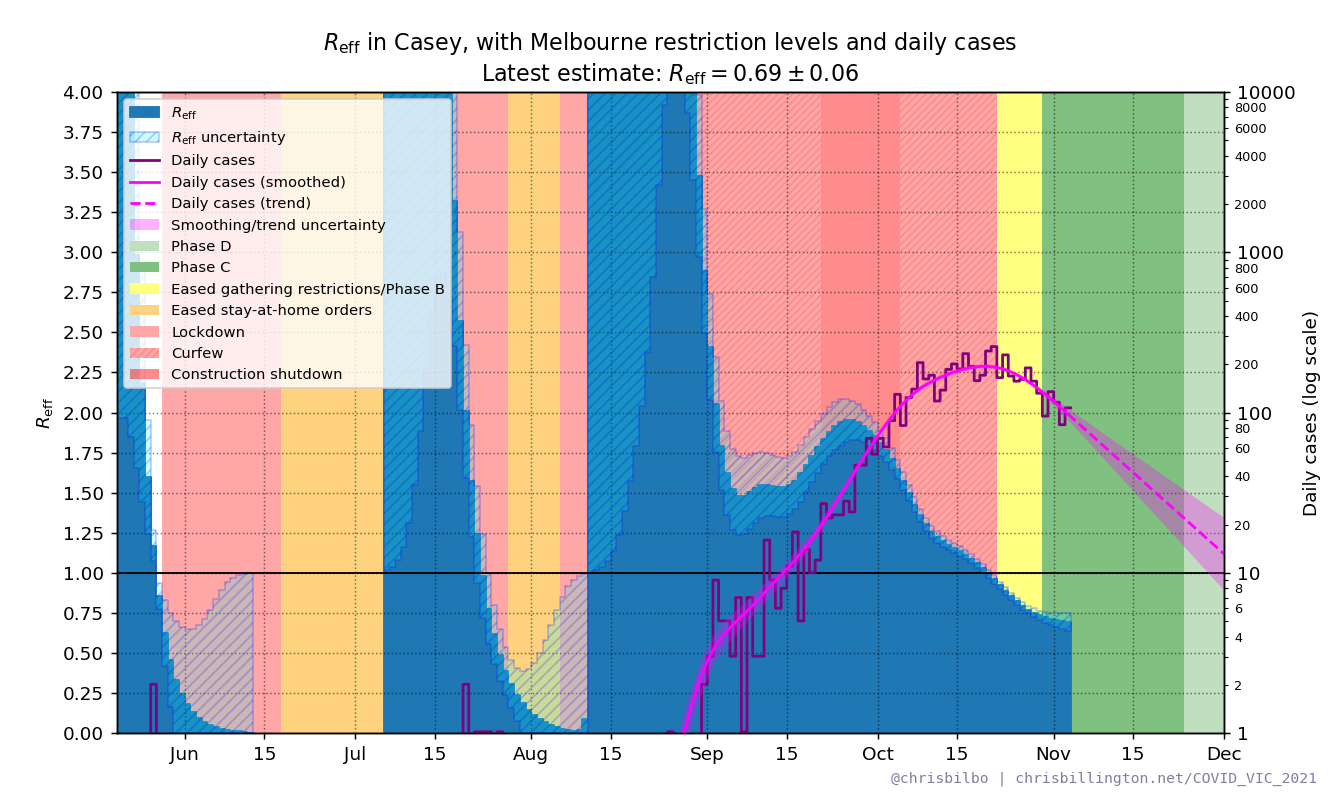 Reff in Casey, with Melbourne restriction levels and daily cases
Latest estimate: Reff = 0.69 ± 0.06
Reff
4.00
3.75
3.50
3.25
3.00
2.75
2.50
2.25
2.00
1.75
1.50
1.25
1.00
0.75
0.50
0.25
0.00
Reff
Reff uncertainty
Daily cases
Daily cases (smoothed)
Daily cases (trend)
Smoothing/trend uncertainty
Phase D
Phase C
Eased gathering restrictions/Phase B
Eased stay-at-home orders
Lockdown
Curfew
Construction shutdown
10000
8000
6000
4000
2000
1000
800
600
400
200
100
80
60
40
20
10
8
6
4
2
1
Daily cases (log scale)
Jun 15 Jul 15 Aug 15 Sep 15 Oct 15 Nov 15 Dec
@chrisbilbo | chrisbillington.net/COVID_VIC_2021